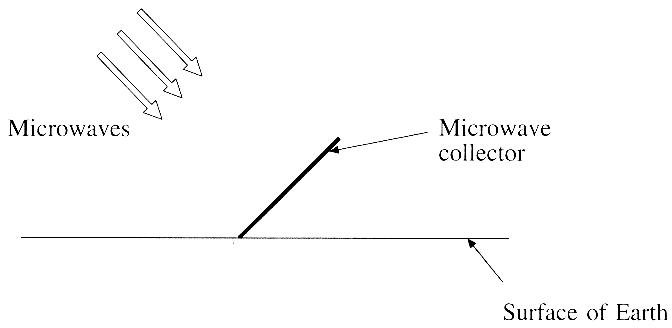 Microwaves
Microwave
collector
Surface of Earth